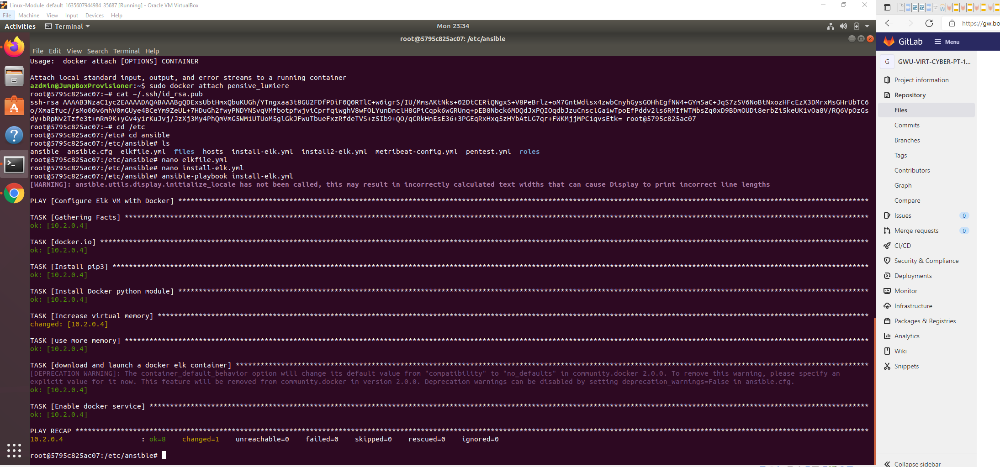 Linux-Module_default_1635607944984_35687 [Running] - Oracle VM VirtualBox
File Machine View Input Devices Help
Activities Terminal Mon 23:34
root@5795c825ac07: /etc/ansible
File Edit View Search Terminal Help
Usage:  docker attach [OPTIONS] CONTAINER
Attach local standard input, output, and error streams to a running container
azdmin@JumpBoxProvisioner:~$ sudo docker attach pensive_lumiere
root@5795c825ac07:~# cat ~/.ssh/id_rsa.pub
ssh-rsa AAAAB3NzaC1yc2EAAAADAQABAAABgQDExsUbtHmxQbuKUGh/YTngxaa3t8GU2FDfPDiF0Q0RTlC+w6igrS/IU/MmsAKtNks+02DtCERiQNgxS+V8PeBrlz+oM7GntWdisx4zwbCnyhGysGOHhEgfNW4+GYm5aC+JqS7zSV6NoBtNxozHFcEzX3DMrxMsGHrUbTC6
o/XmaEfuc//sMo00v6mhV0mGUye4BCeYm9ZeUL+7HDuGh2fwyPNDYNSvqVMfbotpfwjviCprfqiwghV8wFOLYunDnclH8GPiCqpk6wGRUnq+pEB8Nbck6MDQdJxPQIOqdbJzuCnsclGa1wTpoEfPddv2ls6RMIfWTMbsZq0xD9BDmOUDi8erbZi5keUK1vOa8V/RQ6VpOzGs
dy+bRpNv2Tzfe3t+mRm9K+yGv4y1rKuJvj/JzXj3My4PhQmVmG5WM1UTUoM5glGkJFwuTbueFxzRfdeTVS+z5Ib9+QO/qCRkHnEsE36+3PGEqRxHxq5zHYbAtLG7qr+FWKMjjMPC1qvsEtk= root@5795c825ac07
root@5795c825ac07:~# cd /etc
root@5795c825ac07:/etc# cd ansible
root@5795c825ac07:/etc/ansible# ls
ansible  ansible.cfg  elkfile.yml  files  hosts  install-elk.yml  install2-elk.yml  metribeat-config.yml  pentest.yml  roles
root@5795c825ac07:/etc/ansible# nano elkfile.yml
root@5795c825ac07:/etc/ansible# nano install-elk.yml
root@5795c825ac07:/etc/ansible# ansible-playbook install-elk.yml
[WARNING]: ansible.utils.display.initialize_locale has not been called, this may result in incorrectly calculated text widths that can cause Display to print incorrect line lengths
PLAY [Configure Elk VM with Docker] ****
TASK [Gathering Facts] ****
ok: [10.2.0.4]
TASK [docker.io] ****
ok: [10.2.0.4]
TASK [Install pip3] ****
ok: [10.2.0.4]
TASK [Install Docker python module] ****
ok: [10.2.0.4]
TASK [Increase virtual memory] ****
changed: [10.2.0.4]
TASK [use more memory] ****
ok: [10.2.0.4]
TASK [download and launch a docker elk container] ****
[DEPRECATION WARNING]: The container_default_behavior option will change its default value from "compatibility" to "no_defaults" in community.docker 2.0.0. To remove this warning, please specify an
explicit value for it now. This feature will be removed from community.docker in version 2.0.0. Deprecation warnings can be disabled by setting deprecation_warnings=False in ansible.cfg.
ok: [10.2.0.4]
TASK [Enable docker service] ****
ok: [10.2.0.4]
PLAY RECAP ****
10.2.0.4 : ok=8 changed=1 unreachable=0 failed=0 skipped=0 rescued=0 ignored=0
root@5795c825ac07:/etc/ansible#
https://gw.bo
GitLab Menu
G GWU-VIRT-CYBER-PT-1...
Project information
Repository
Files
Commits
Branches
Tags
Contributors
Graph
Compare
Issues 0
Merge requests 0
CI/CD
Security & Compliance
Deployments
Monitor
Infrastructure
Packages & Registries
Analytics
Wiki
Snippets
Collapse sidebar